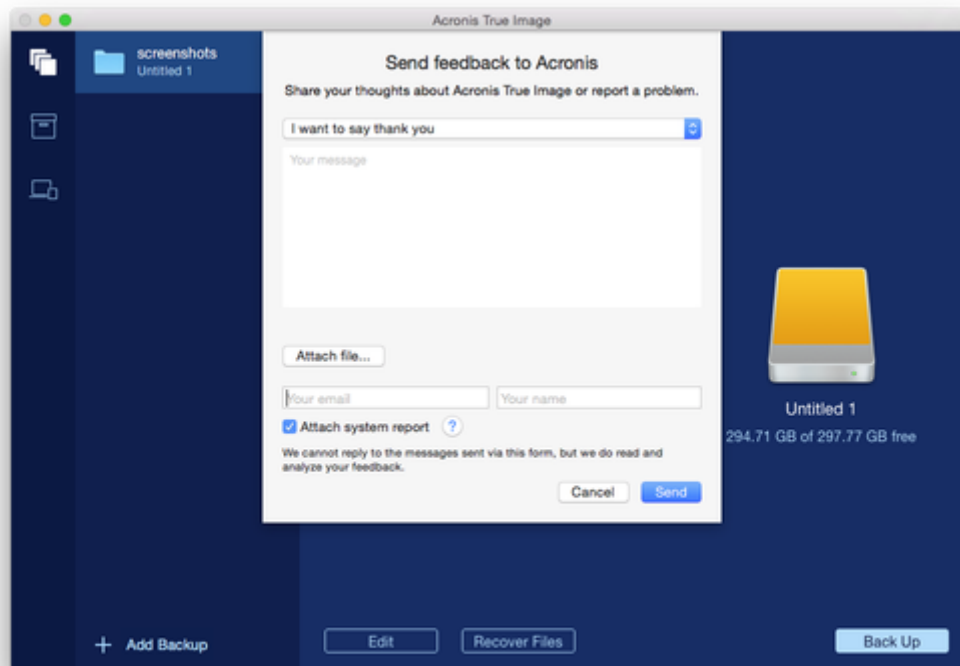 Acronis True Image
screenshots
Untitled 1
Send feedback to Acronis
Share your thoughts about Acronis True Image or report a problem.
I want to say thank you
Your message
Attach file...
Your email
Your name
Attach system report ?
We cannot reply to the messages sent via this form, but we do read and
analyze your feedback.
Cancel
Send
Untitled 1
294.71 GB of 297.77 GB free
+ Add Backup
Edit
Recover Files
Back Up